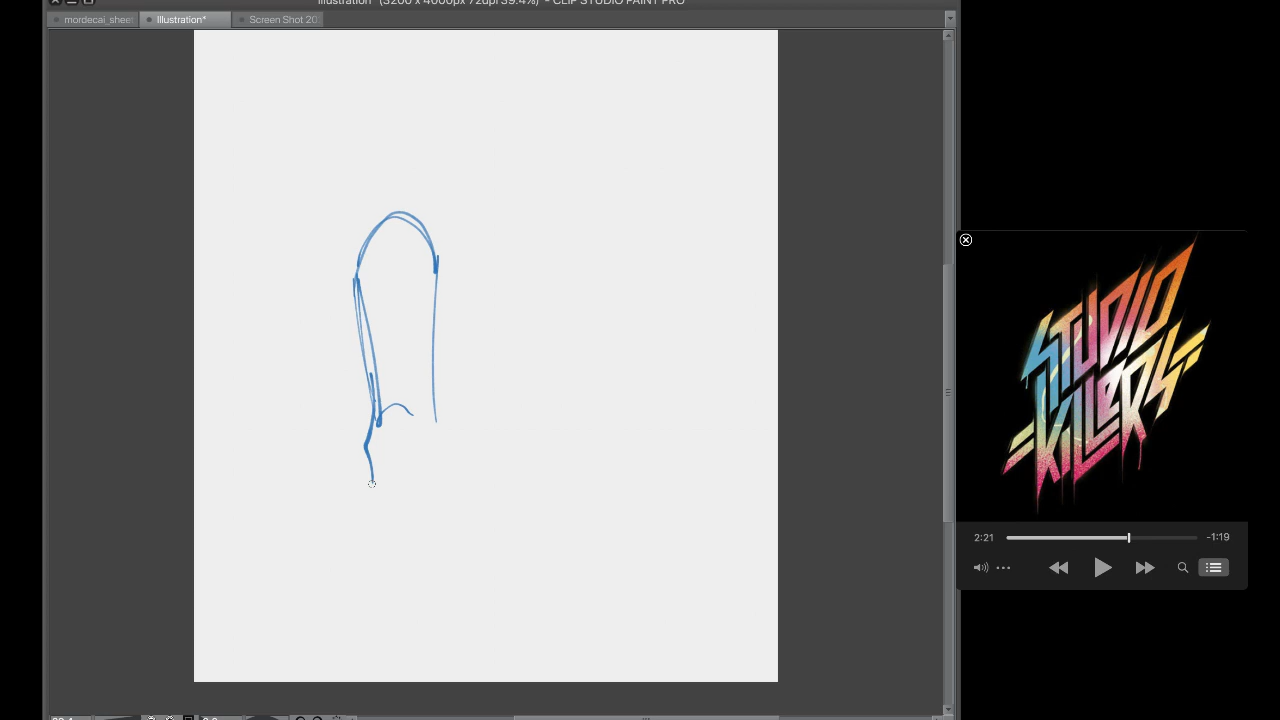 Illustration* (3200 x 4000px 72dpi 39.4%) - CLIP STUDIO PAINT PRO
mordecai_shee
Illustration*
Screen Shot 20
STUDIO
KILLERS
2:21
-1:19